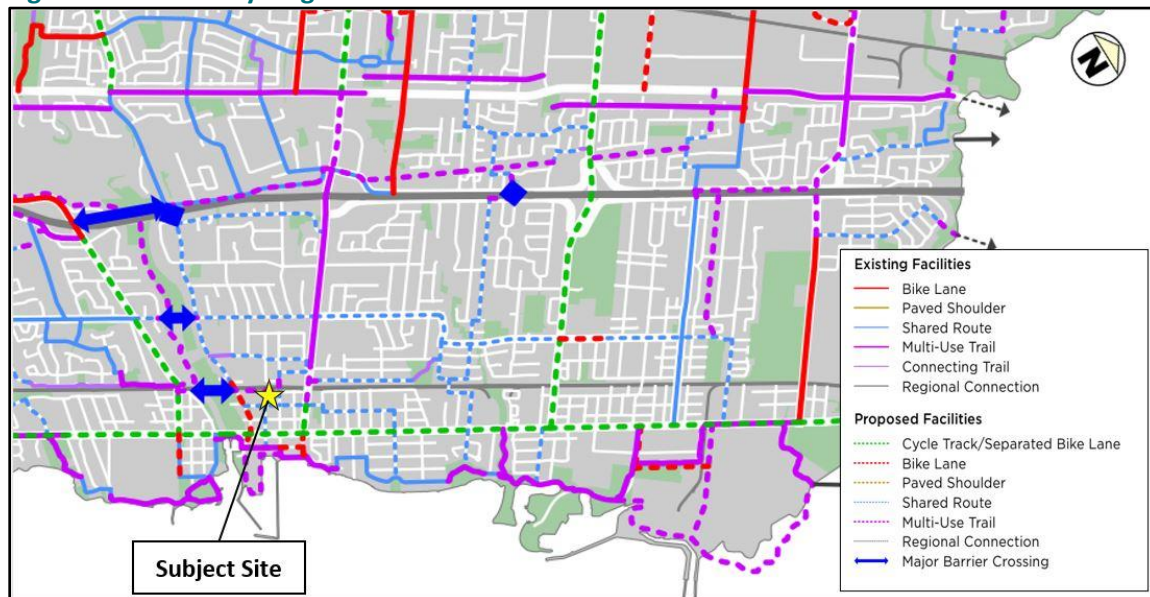 N
Existing Facilities
Bike Lane
Paved Shoulder
Shared Route
Multi-Use Trail
Connecting Trail
Regional Connection
Proposed Facilities
Cycle Track/Separated Bike Lane
Bike Lane
Paved Shoulder
Shared Route
Multi-Use Trail
Regional Connection
Major Barrier Crossing
Subject Site